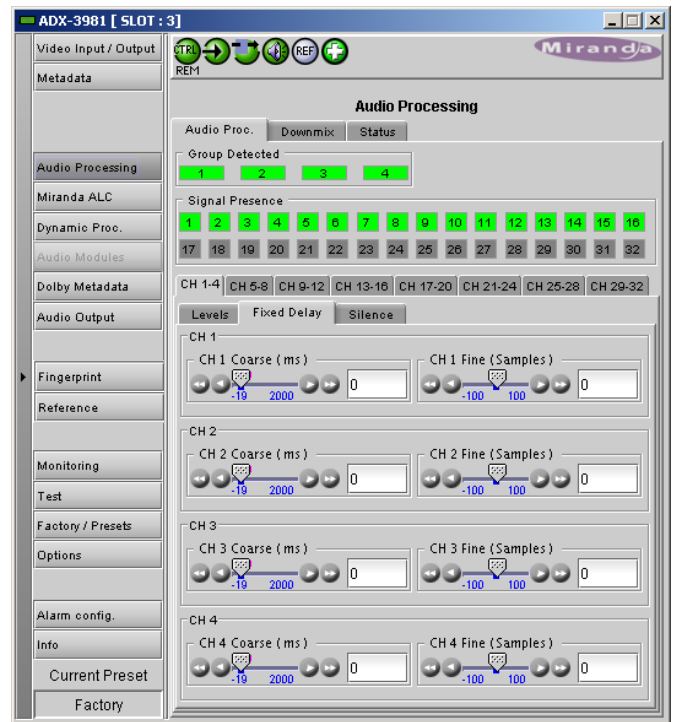 ADX-3981 [ SLOT : 3]
Video Input / Output
Metadata
Audio Processing
Miranda ALC
Dynamic Proc.
Audio Modules
Dolby Metadata
Audio Output
Fingerprint
Reference
Monitoring
Test
Factory / Presets
Options
Alarm config.
Info
Current Preset
Factory
CTRL
REF
REM
Miranda
Audio Processing
Audio Proc. Downmix Status
Group Detected
1 2 3 4
Signal Presence
1 2 3 4 5 6 7 8 9 10 11 12 13 14 15 16
17 18 19 20 21 22 23 24 25 26 27 28 29 30 31 32
CH 1-4 CH 5-8 CH 9-12 CH 13-16 CH 17-20 CH 21-24 CH 25-28 CH 29-32
Levels Fixed Delay Silence
CH 1
CH 1 Coarse (ms) CH 1 Fine (Samples)
-19 2000 0 -100 100 0
CH 2
CH 2 Coarse (ms) CH 2 Fine (Samples)
-19 2000 0 -100 100 0
CH 3
CH 3 Coarse (ms) CH 3 Fine (Samples)
-19 2000 0 -100 100 0
CH 4
CH 4 Coarse (ms) CH 4 Fine (Samples)
-19 2000 0 -100 100 0